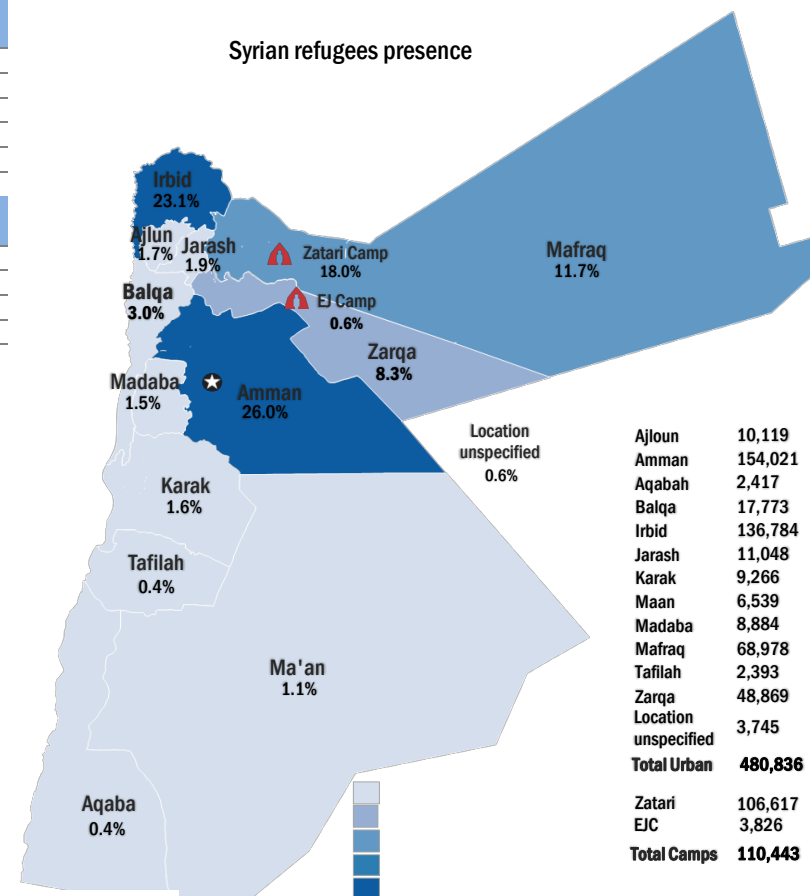 Syrian refugees presence
Irbid
23.1%
Ajlun
1.7%
Jarash
1.9%
Zatari Camp
18.0%
Mafraq
11.7%
Balqa
3.0%
EJ Camp
0.6%
Zarqa
8.3%
Madaba
1.5%
Amman
26.0%
Location
unspecified
0.6%
Karak
1.6%
Tafilah
0.4%
Ma'an
1.1%
Aqaba
0.4%
Ajloun 10,119
Amman 154,021
Aqabah 2,417
Balqa 17,773
Irbid 136,784
Jarash 11,048
Karak 9,266
Maan 6,539
Madaba 8,884
Mafraq 68,978
Tafilah 2,393
Zarqa 48,869
Location
unspecified 3,745
Total Urban 480,836
Zatari 106,617
EJC 3,826
Total Camps 110,443